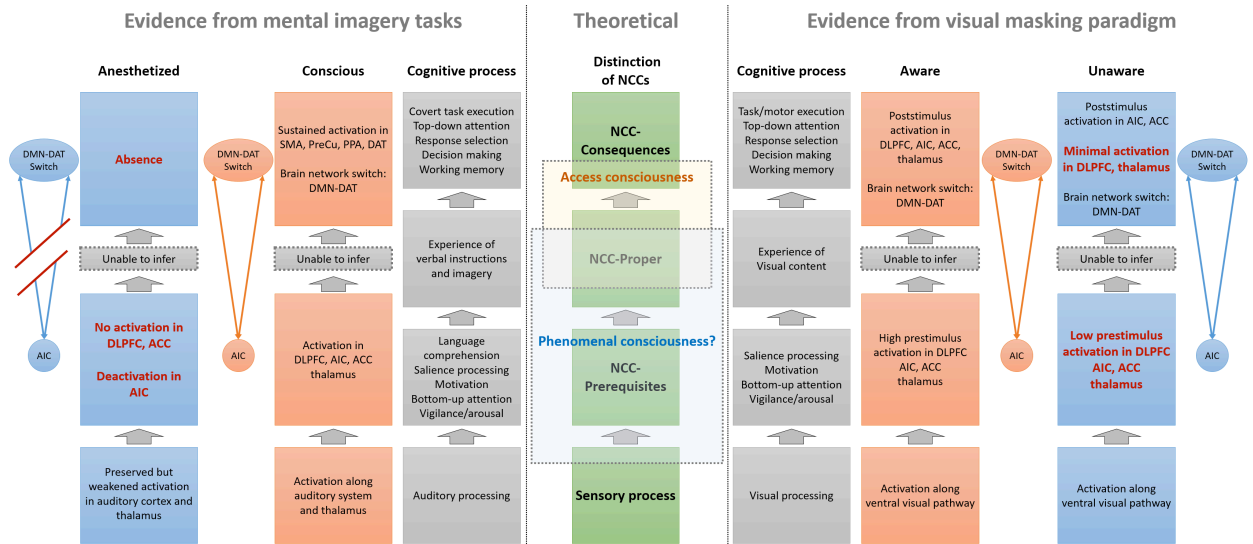 Evidence from mental imagery tasks
Theoretical
Evidence from visual masking paradigm
Anesthetized
Conscious
Cognitive process
Distinction
of NCCs
Cognitive process
Aware
Unaware
DMN-DAT
Switch
Absence
Unable to infer
No activation in
DLPFC, ACC
Deactivation in
AIC
Preserved but
weakened activation
in auditory cortex and
thalamus
AIC
DMN-DAT
Switch
AIC
Sustained activation in
SMA, PreCu, PPA, DAT
Brain network switch:
DMN-DAT
Unable to infer
Activation in
DLPFC, AIC, ACC
thalamus
Activation along
auditory system
and thalamus
Covert task execution
Top-down attention
Response selection
Decision making
Working memory
Experience of
verbal instructions
and imagery
Language
comprehension
Salience processing
Motivation
Bottom-up attention
Vigilance/arousal
Auditory processing
NCC-
Consequences
Access consciousness
NCC-Proper
Phenomenal consciousness?
NCC-
Prerequisites
Sensory process
Task/motor execution
Top-down attention
Response selection
Decision making
Working memory
Experience of
Visual content
Salience processing
Motivation
Bottom-up attention
Vigilance/arousal
Visual processing
Poststimulus
activation in
DLPFC, AIC, ACC,
thalamus
Brain network switch:
DMN-DAT
Unable to infer
High prestimulus
activation in DLPFC
AIC, ACC
thalamus
Activation along
ventral visual pathway
DMN-DAT
Switch
AIC
Poststimulus
activation in AIC, ACC
Minimal activation
in DLPFC, thalamus
Brain network switch:
DMN-DAT
Unable to infer
Low prestimulus
activation in DLPFC
AIC, ACC
thalamus
Activation along
ventral visual pathway
DMN-DAT
Switch
AIC